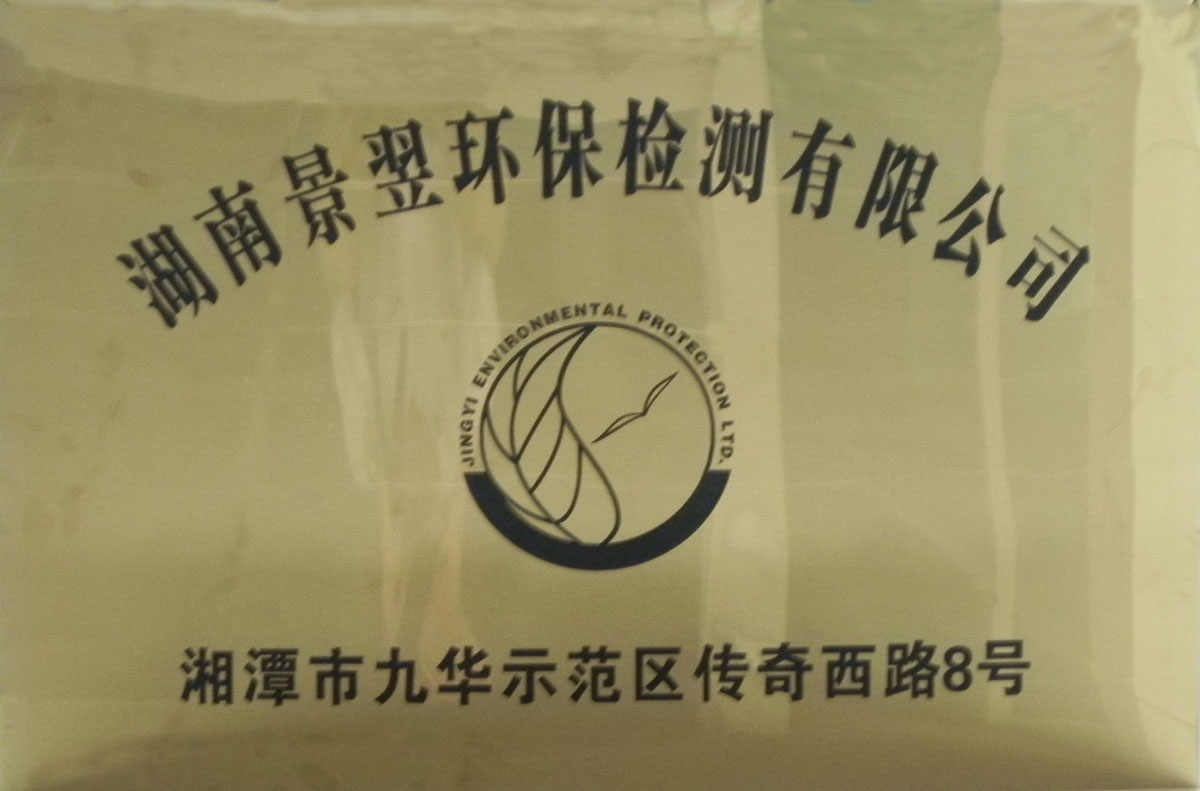 湖南景翌环保检测有限公司
JINGYI ENVIRONMENTAL PROTECTION LTD.
湘潭市九华示范区传奇西路8号